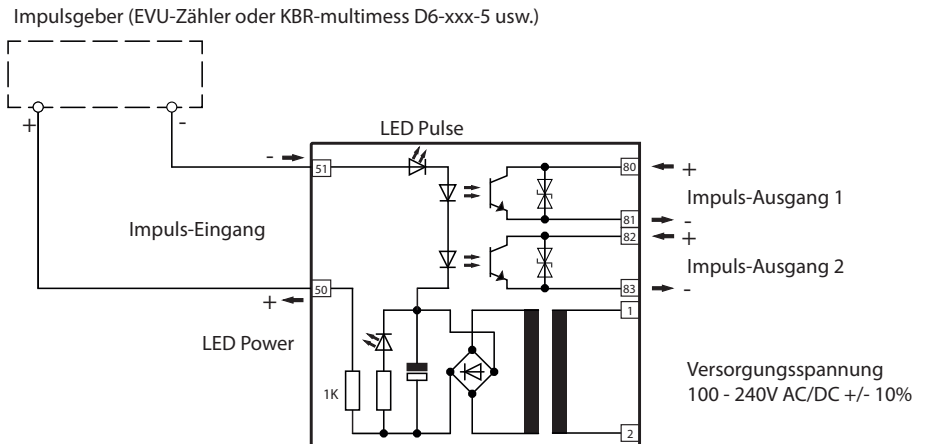 Impulsgeber (EVU-Zähler oder KBR-multimess D6-xxx-5 usw.)
+
-
LED Pulse
-
51
80
+
Impuls-Ausgang 1
81
-
82
+
Impuls-Eingang
Impuls-Ausgang 2
50
83
-
+
1
LED Power
Versorgungsspannung
1K
100 - 240V AC/DC +/- 10%
2